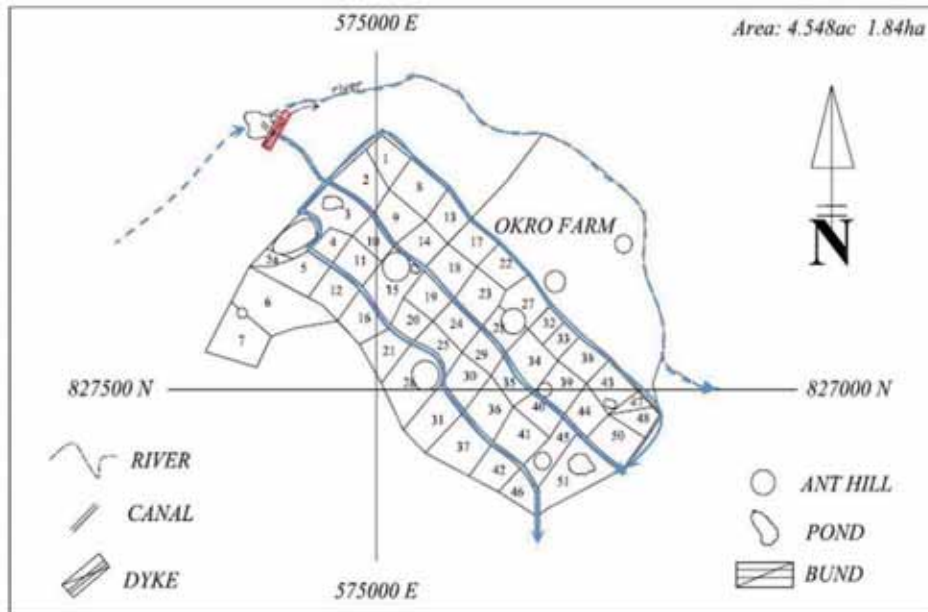 575000 E
Area: 4.548ac 1.84ha
river
1
2 8
3 9 13
OKRO FARM
4 10 14 17
N
5 11 18 22
6 12 15 19 23 27
7 16 20 24 32
21 25 29 34 33 38
30 35 39 43
827500 N
827000 N
31 36 40 44 47 48
37 41 45 50
42 51
46
RIVER
CANAL
DYKE
575000 E
ANT HILL
POND
BUND